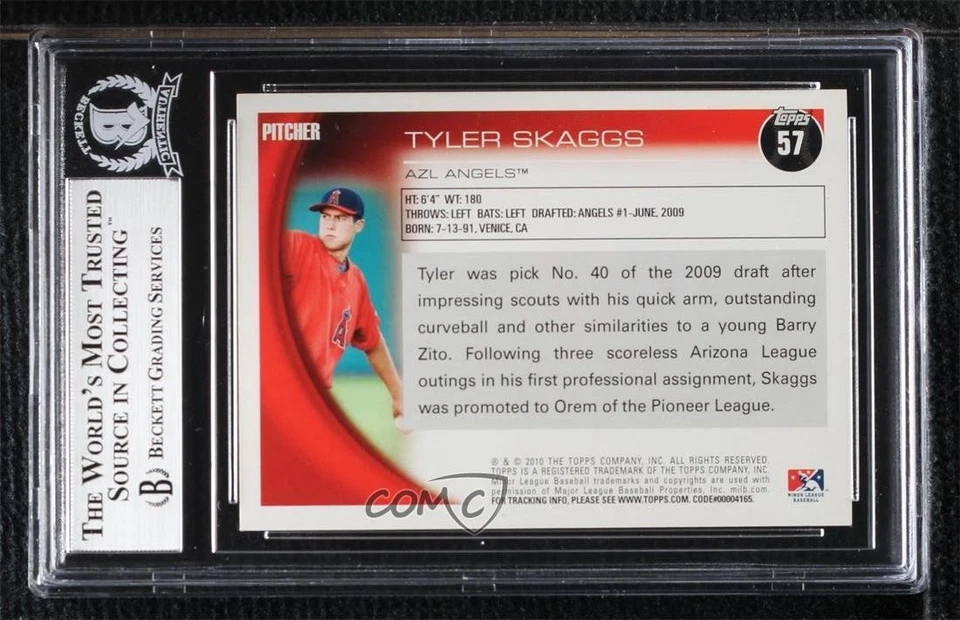 BECKETT
AUTHENTIC
THE WORLD'S MOST TRUSTED
SOURCE IN COLLECTING™
BECKETT GRADING SERVICES
B
PITCHER
TYLER SKAGGS
Topps
57
AZL ANGELS™
HT: 6'4" WT: 180
THROWS: LEFT BATS: LEFT DRAFTED: ANGELS #1-JUNE, 2009
BORN: 7-13-91, VENICE, CA
Tyler was pick No. 40 of the 2009 draft after
impressing scouts with his quick arm, outstanding
curveball and other similarities to a young Barry
Zito. Following three scoreless Arizona League
outings in his first professional assignment, Skaggs
was promoted to Orem of the Pioneer League.
® & © 2010 THE TOPPS COMPANY, INC. ALL RIGHTS RESERVED.
TOPPS IS A REGISTERED TRADEMARK OF THE TOPPS COMPANY, INC.
Major League Baseball trademarks and copyrights are used with
permission of Major League Baseball Properties, Inc. milb.com.
FOR TRACKING INFO, PLEASE SEE WWW.TOPPS.COM. CODE#00004165.
MINOR LEAGUE
BASEBALL
COMC